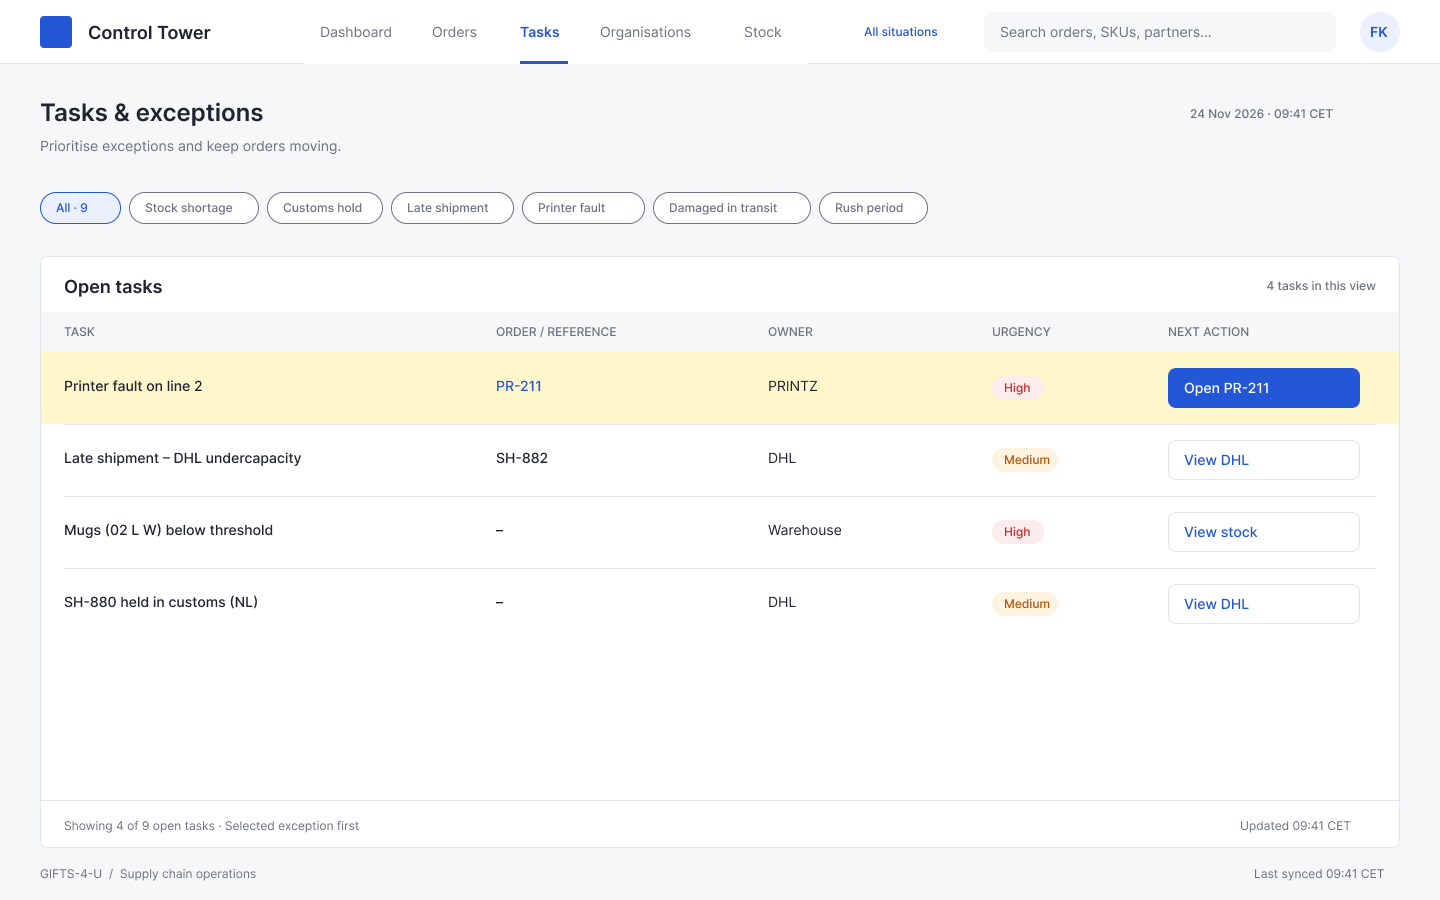 Control Tower
Dashboard Orders Tasks Organisations Stock
All situations
Search orders, SKUs, partners...
FK
Tasks & exceptions
24 Nov 2026 · 09:41 CET
Prioritise exceptions and keep orders moving.
All · 9 Stock shortage Customs hold Late shipment Printer fault Damaged in transit Rush period
Open tasks
4 tasks in this view
TASK ORDER / REFERENCE OWNER URGENCY NEXT ACTION
Printer fault on line 2 PR-211 PRINTZ High Open PR-211
Late shipment – DHL undercapacity SH-882 DHL Medium View DHL
Mugs (02 L W) below threshold – Warehouse High View stock
SH-880 held in customs (NL) – DHL Medium View DHL
Showing 4 of 9 open tasks · Selected exception first
Updated 09:41 CET
GIFTS-4-U / Supply chain operations
Last synced 09:41 CET